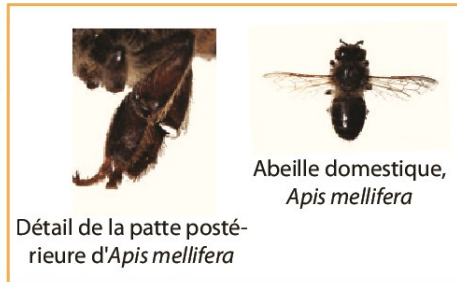 Abeille domestique,
Apis mellifera
Détail de la patte posté-
rieure d'Apis mellifera